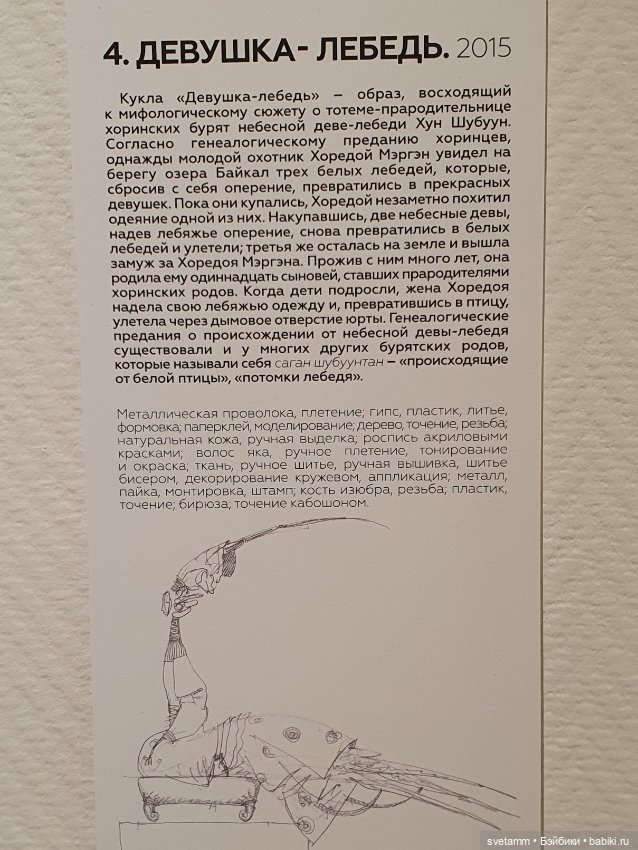 4. ДЕВУШКА- ЛЕБЕДЬ. 2015
Кукла «Девушка-лебедь» – образ, восходящий
к мифологическому сюжету о тотеме-прародительнице
хоринских бурят небесной деве-лебеди Хун Шубуун.
Согласно генеалогическому преданию хоринцев,
однажды молодой охотник Хоредой Мэргэн увидел на
берегу озера Байкал трех белых лебедей, которые,
сбросив с себя оперение, превратились в прекрасных
девушек. Пока они купались, Хоредой незаметно похитил
одеяние одной из них. Накупавшись, две небесные девы,
надев лебяжье оперение, снова превратились в белых
лебедей и улетели; третья же осталась на земле и вышла
замуж за Хоредоя Мэргэна. Прожив с ним много лет, она
родила ему одиннадцать сыновей, ставших прародителями
хоринских родов. Когда дети подросли, жена Хоредоя
надела свою лебяжью одежду и, превратившись в птицу,
улетела через дымовое отверстие юрты. Генеалогические
предания о происхождении от небесной девы-лебедя
существовали и у многих других бурятских родов,
которые называли себя саган шубуунтан – «происходящие
от белой птицы», «потомки лебедя».
Металлическая проволока, плетение; гипс, пластик, литье,
формовка; паперклей, моделирование; дерево, точение, резьба;
натуральная кожа, ручная выделка; роспись акриловыми
красками; волос яка, ручное плетение, тонирование
и окраска; ткань, ручное шитье, ручная вышивка, шитье
бисером, декорирование кружевом, аппликация; металл,
пайка, монтировка, штамп; кость изюбра, резьба; пластик,
точение; бирюза; точение кабошоном.
svetamm • Бэйбики • babiki.ru